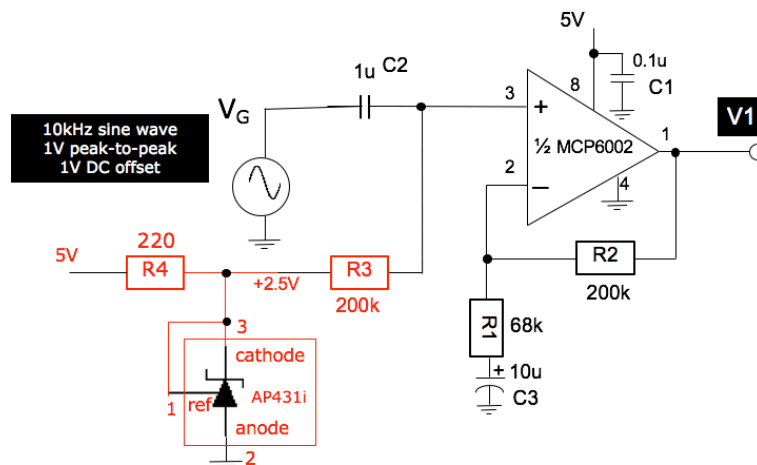 5V
1u C2
0.1u
C1
8
3
+
VG
10kHz sine wave
1V peak-to-peak
1V DC offset
½ MCP6002
1
V1
2
−
4
220
5V
R4
+2.5V
R3
200k
R2
200k
R1
68k
+ 10u
C3
3
cathode
1
ref
AP431i
anode
2